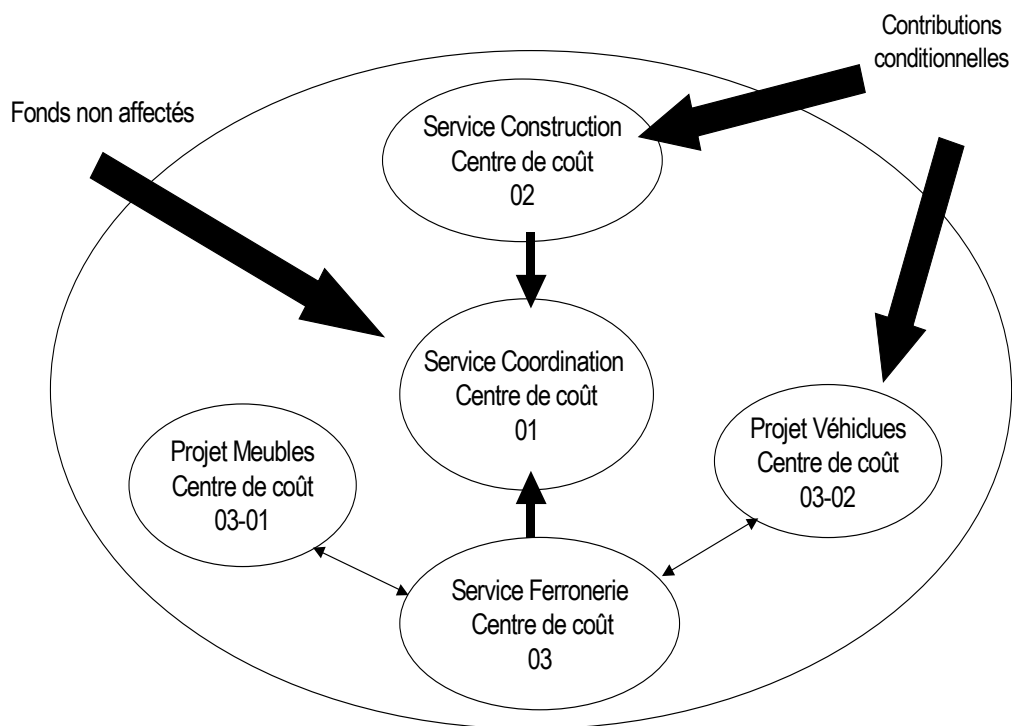 Contributions
conditionnelles
Fonds non affectés
Service Construction
Centre de coût
02
Service Coordination
Centre de coût
01
Projet Meubles
Centre de coût
03-01
Projet Véhiclues
Centre de coût
03-02
Service Ferronerie
Centre de coût
03